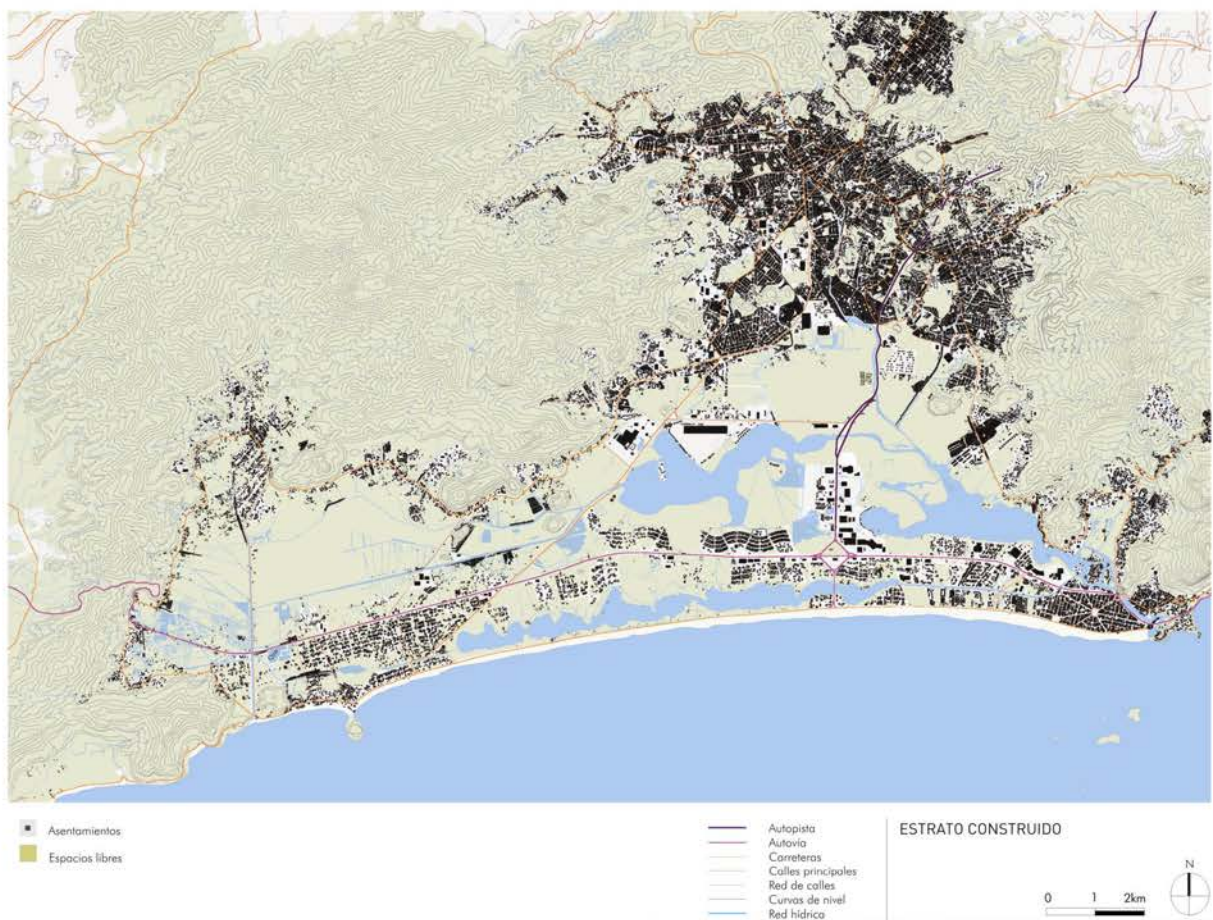 Asentamientos
Espacios libres
Autopista
Autovía
Carreteras
Calles principales
Red de calles
Curvas de nivel
Red hídrica
ESTRATO CONSTRUIDO
0 1 2km
N